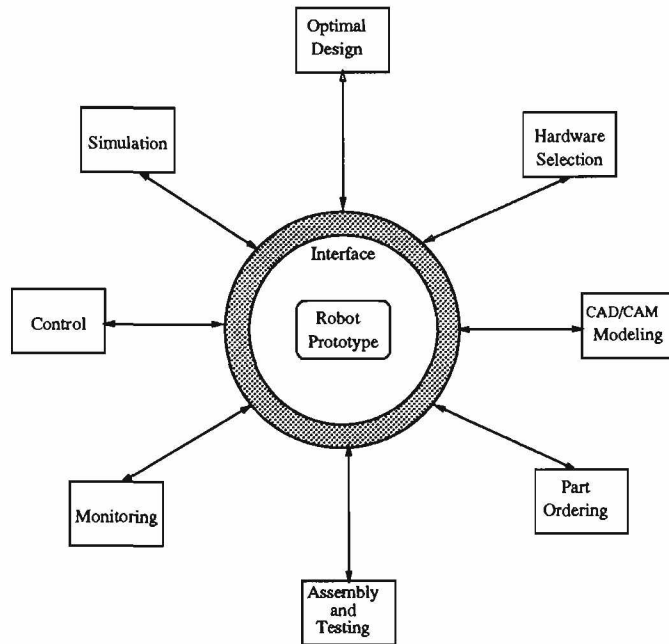 Optimal
Design
Simulation
Hardware
Selection
Interface
Control
Robot
Prototype
CAD/CAM
Modeling
Monitoring
Part
Ordering
Assembly
and
Testing